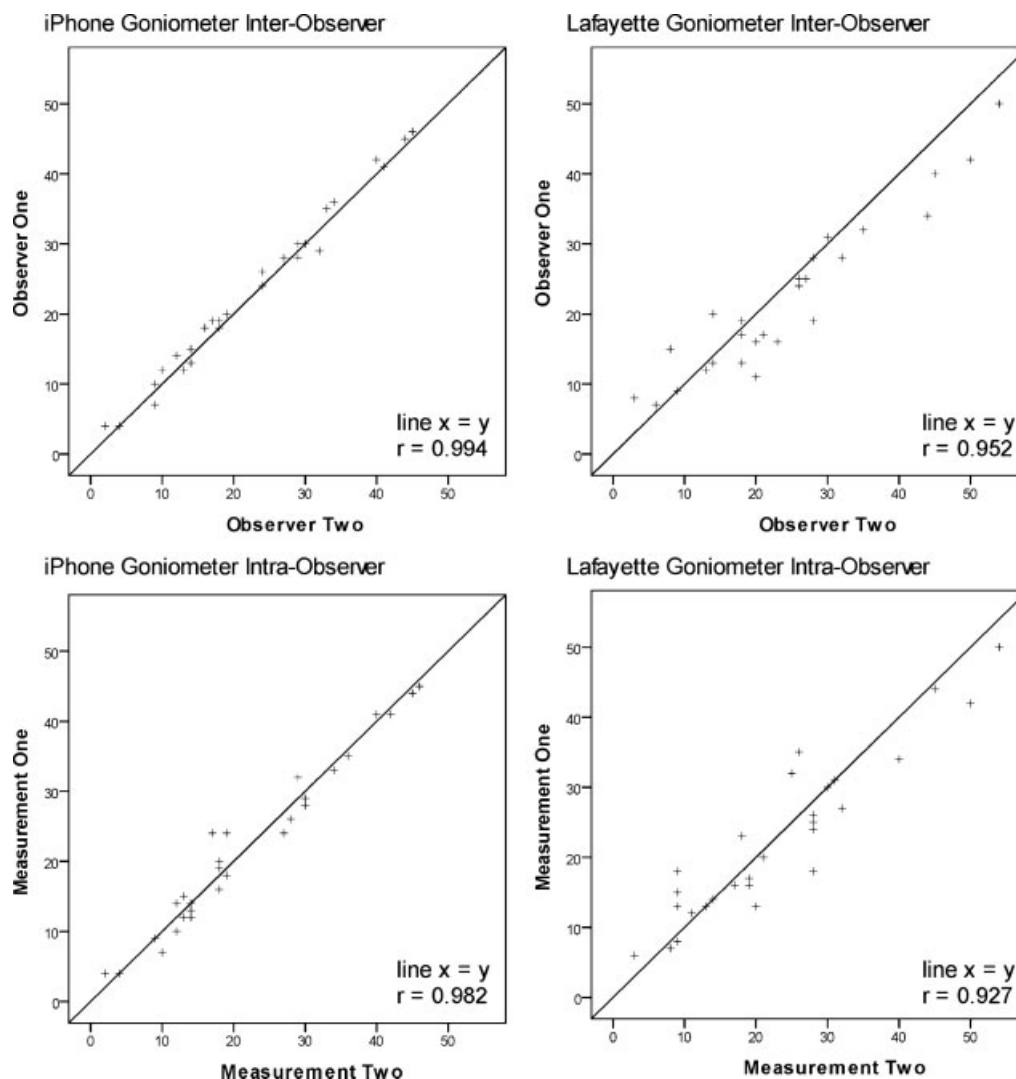 iPhone Goniometer Inter-Observer
Observer One
50
40
30
20
10
0
line x = y
r = 0.994
0 10 20 30 40 50
Observer Two
Lafayette Goniometer Inter-Observer
Observer One
50
40
30
20
10
0
line x = y
r = 0.952
0 10 20 30 40 50
Observer Two
iPhone Goniometer Intra-Observer
Measurement One
50
40
30
20
10
0
line x = y
r = 0.982
0 10 20 30 40 50
Measurement Two
Lafayette Goniometer Intra-Observer
Measurement One
50
40
30
20
10
0
line x = y
r = 0.927
0 10 20 30 40 50
Measurement Two